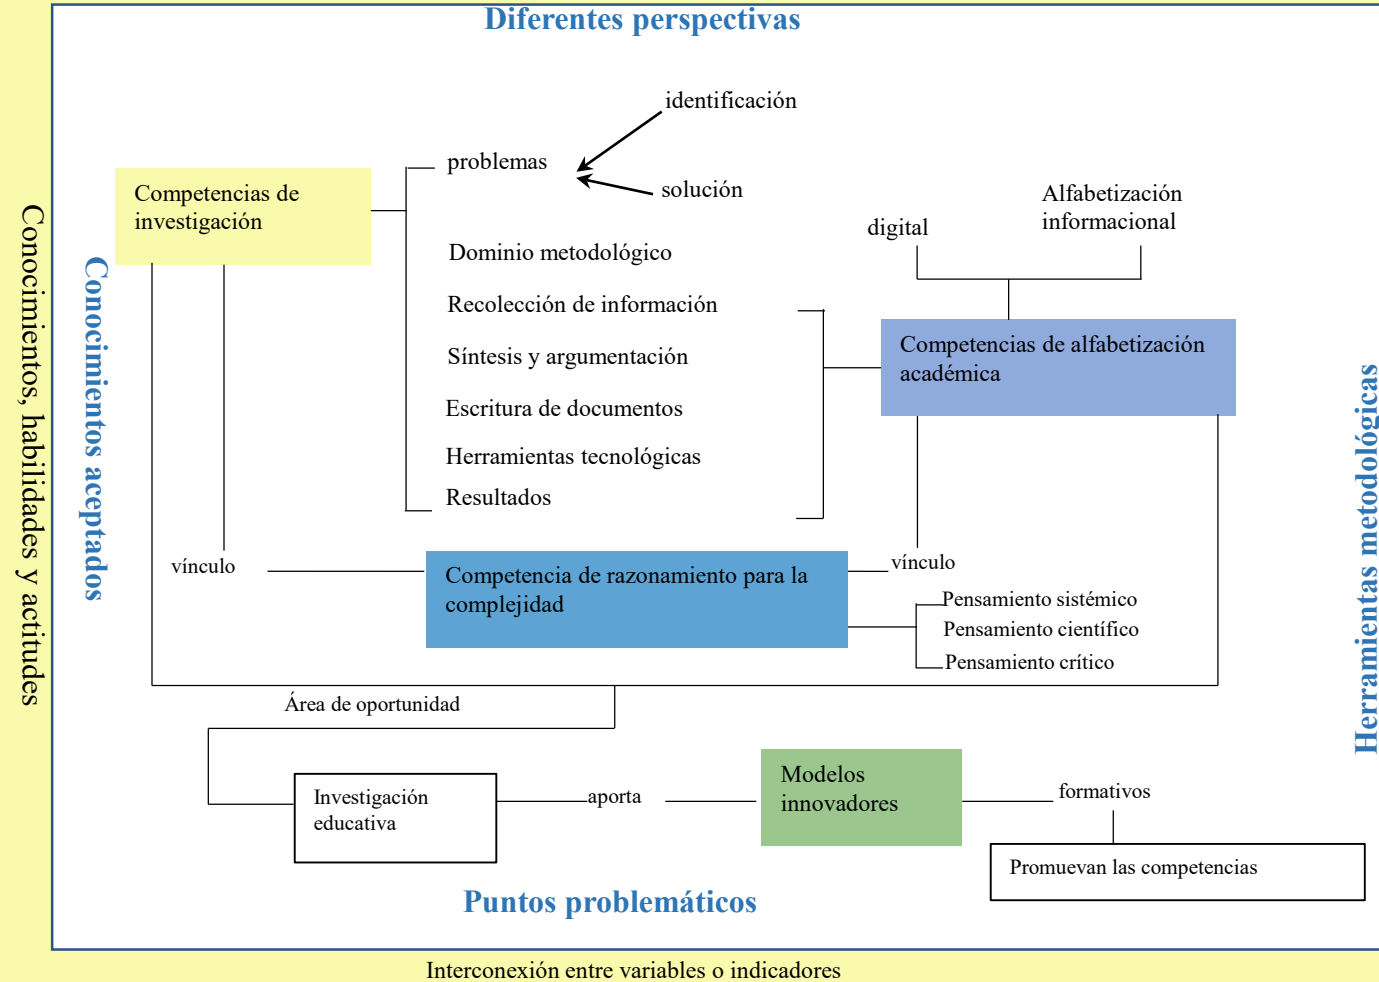 Diferentes perspectivas
identificación
problemas
solución
Competencias de
investigación
Alfabetización
informacional
digital
Dominio metodológico
Recolección de información
Síntesis y argumentación
Escritura de documentos
Herramientas tecnológicas
Resultados
Competencias de alfabetización
académica
Conocimientos, habilidades y actitudes
Conocimientos aceptados
Herramientas metodológicas
vínculo
Competencia de razonamiento para la
complejidad
vínculo
Pensamiento sistémico
Pensamiento científico
Pensamiento crítico
Área de oportunidad
Investigación
educativa
aporta
Modelos
innovadores
formativos
Promuevan las competencias
Puntos problemáticos
Interconexión entre variables o indicadores